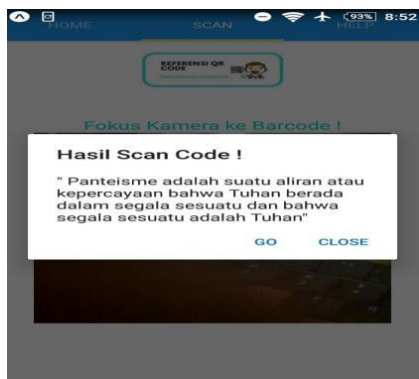 93% 8:52
HOME SCAN HELP
REFERENSI QR
CODE
Fokus Kamera ke Barcode !
Hasil Scan Code !
" Panteisme adalah suatu aliran atau
kepercayaan bahwa Tuhan berada
dalam segala sesuatu dan bahwa
segala sesuatu adalah Tuhan"
GO CLOSE